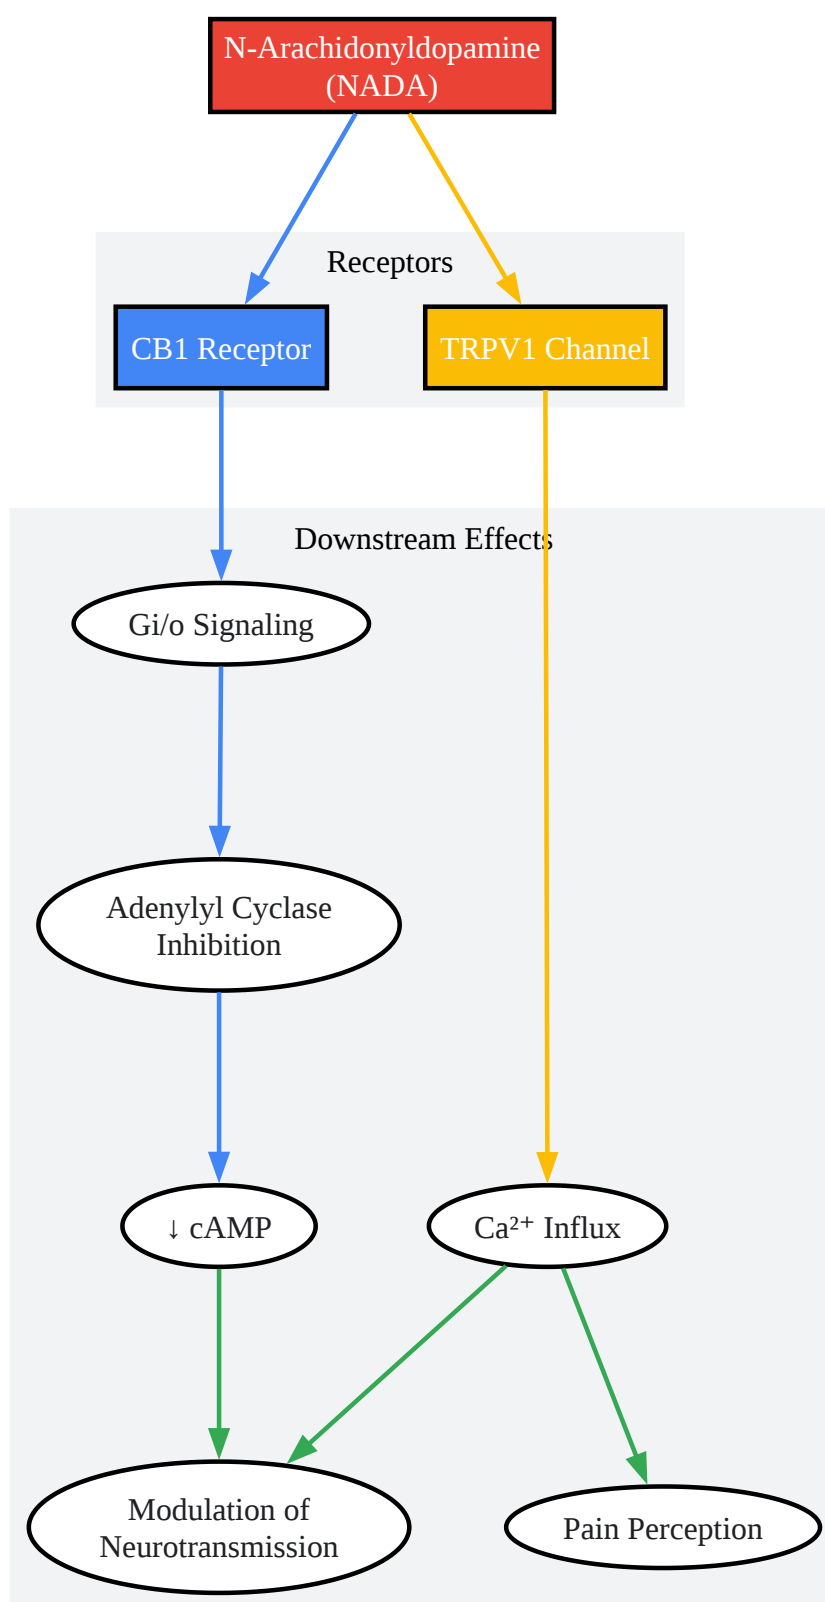 N-Arachidonyldopamine
(NADA)
Receptors
CB1 Receptor
TRPV1 Channel
Downstream Effects
Gi/o Signaling
Adenylyl Cyclase
Inhibition
↓ cAMP
Ca²⁺ Influx
Modulation of
Neurotransmission
Pain Perception